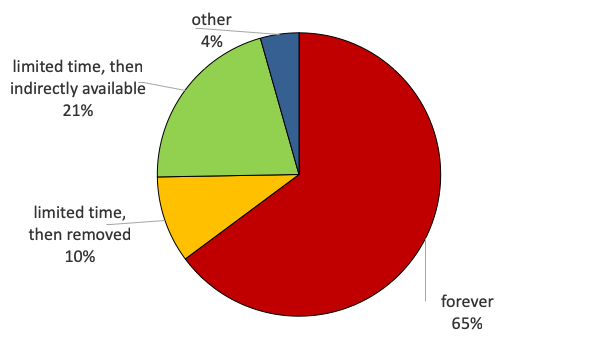 other
4%
limited time, then
indirectly available
21%
limited time,
then removed
10%
forever
65%